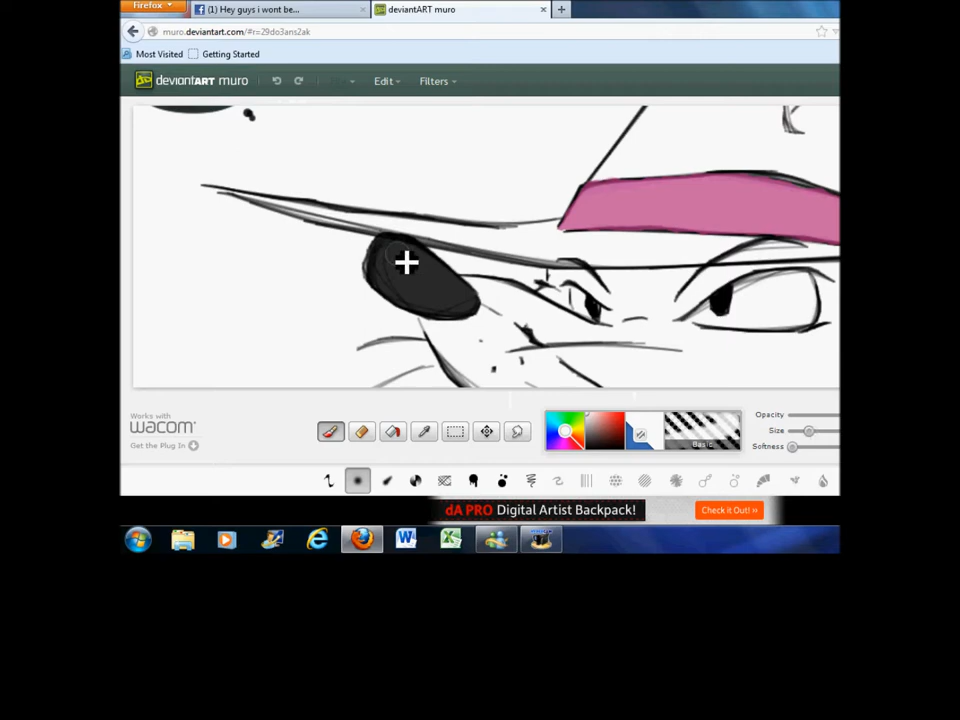 Firefox
(1) Hey guys i wont be...
deviantART muro
muro.deviantart.com/#r=29do3ans2ak
Most Visited
Getting Started
deviantART muro
Edit
Filters
Works with
wacom
Get the Plug In
Basic
Opacity
Size
Softness
dA PRO Digital Artist Backpack!
Check it Out! »